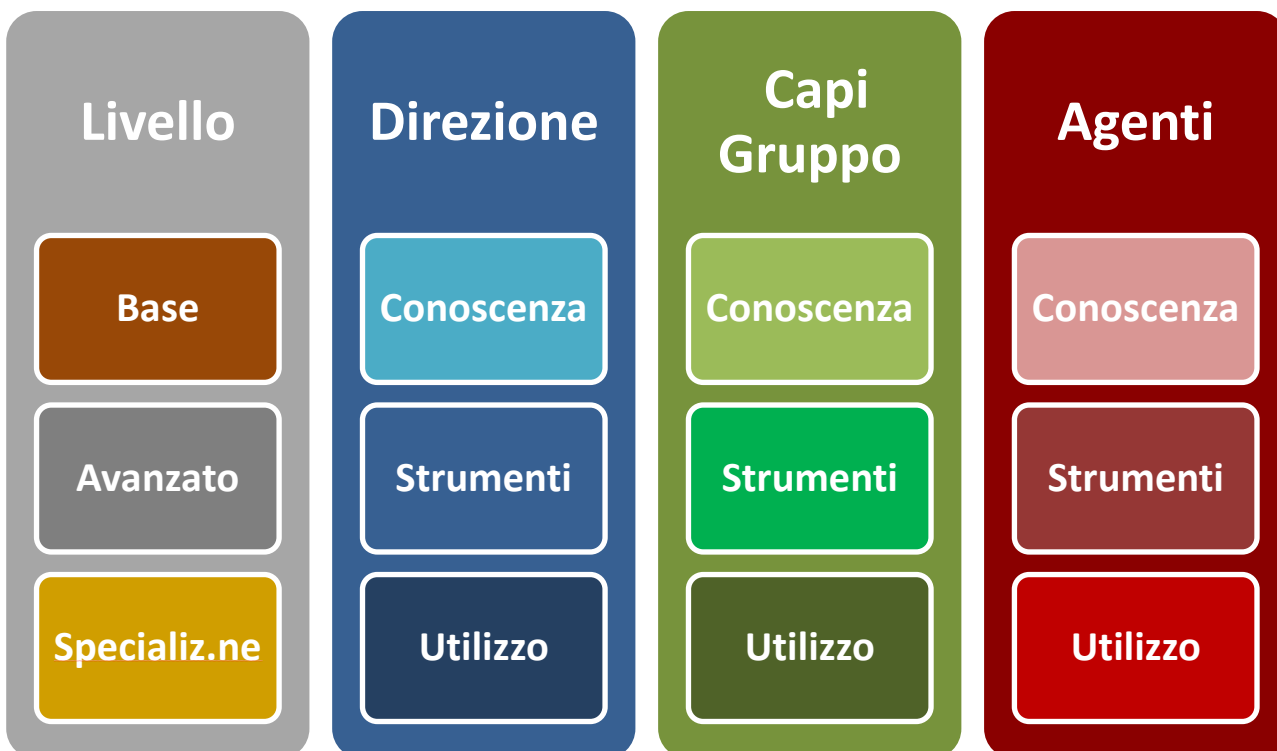 Livello
Direzione
Capi
Gruppo
Agenti
Base
Conoscenza
Conoscenza
Conoscenza
Avanzato
Strumenti
Strumenti
Strumenti
Specializ.ne
Utilizzo
Utilizzo
Utilizzo